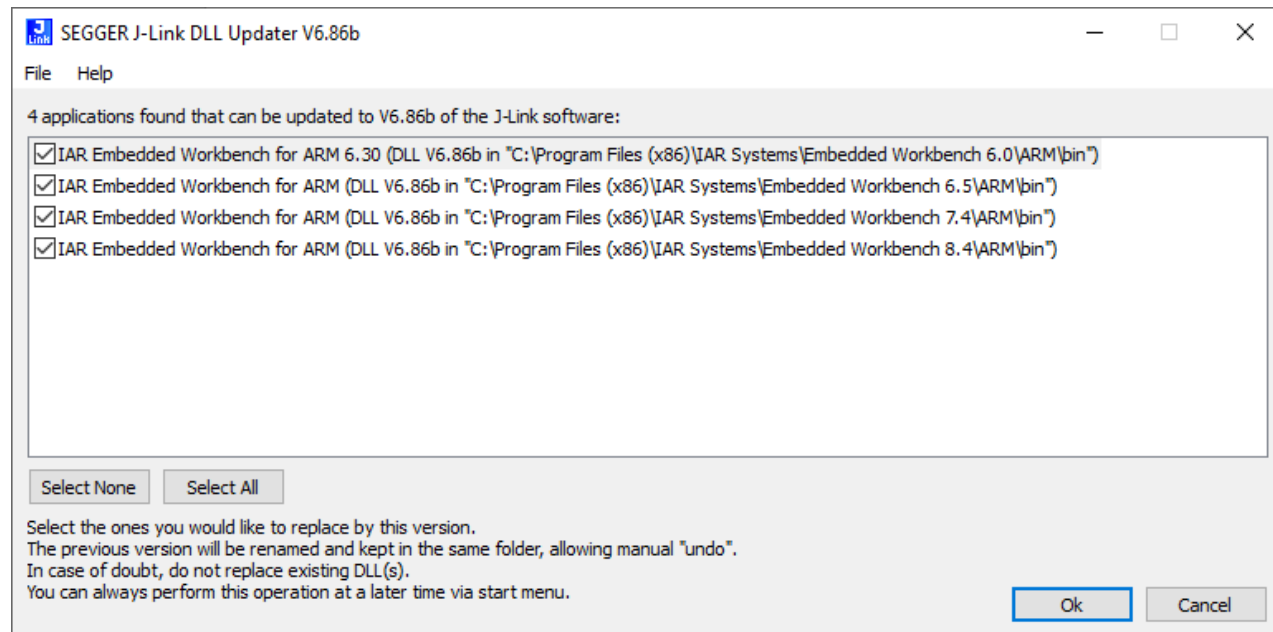 J Link
SEGGER J-Link DLL Updater V6.86b
File Help
4 applications found that can be updated to V6.86b of the J-Link software:
IAR Embedded Workbench for ARM 6.30 (DLL V6.86b in "C:\Program Files (x86)\IAR Systems\Embedded Workbench 6.0\ARM\bin")
IAR Embedded Workbench for ARM (DLL V6.86b in "C:\Program Files (x86)\IAR Systems\Embedded Workbench 6.5\ARM\bin")
IAR Embedded Workbench for ARM (DLL V6.86b in "C:\Program Files (x86)\IAR Systems\Embedded Workbench 7.4\ARM\bin")
IAR Embedded Workbench for ARM (DLL V6.86b in "C:\Program Files (x86)\IAR Systems\Embedded Workbench 8.4\ARM\bin")
Select None Select All
Select the ones you would like to replace by this version.
The previous version will be renamed and kept in the same folder, allowing manual "undo".
In case of doubt, do not replace existing DLL(s).
You can always perform this operation at a later time via start menu.
Ok Cancel